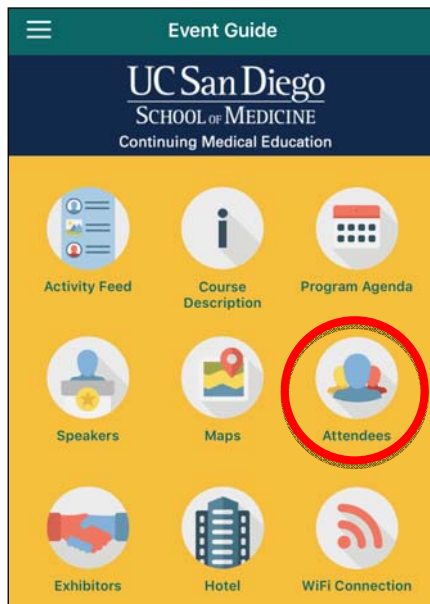 Event Guide
UC San Diego
SCHOOL OF MEDICINE
Continuing Medical Education
Activity Feed
Course
Description
Program Agenda
Speakers
Maps
Attendees
Exhibitors
Hotel
WiFi Connection